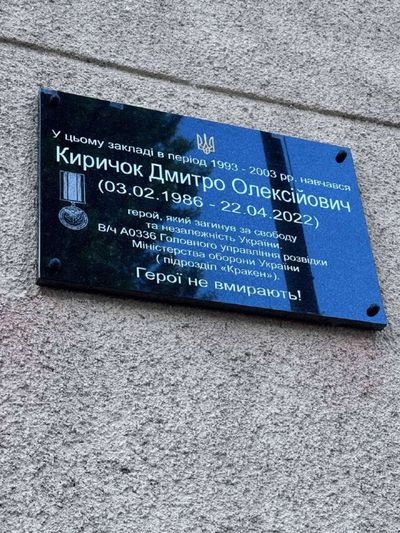 У цьому закладі в період 1993 - 2003 рр. навчався
Киричок Дмитро Олексійович
(03.02.1986 - 22.04.2022)
герой, який загинув за свободу
та незалежність України.
В/ч А0336 Головного управління розвідки
Міністерства оборони України
( підрозділ «Кракен»).
Герої не вмирають!